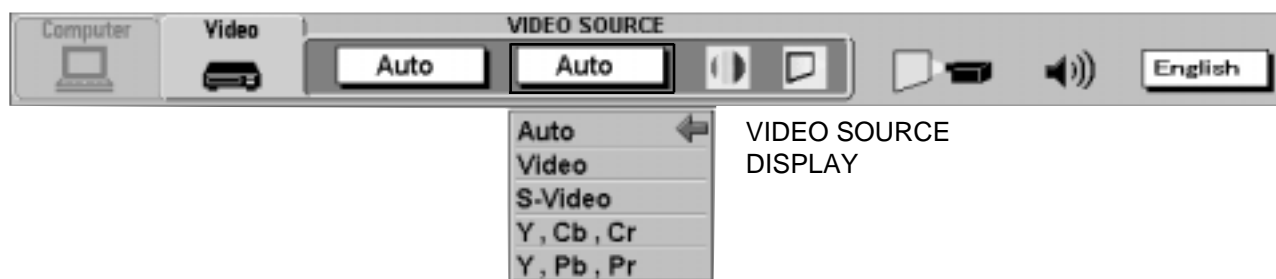 Computer Video VIDEO SOURCE
Auto Auto English
Auto
Video
S-Video
Y , Cb , Cr
Y , Pb , Pr
VIDEO SOURCE
DISPLAY